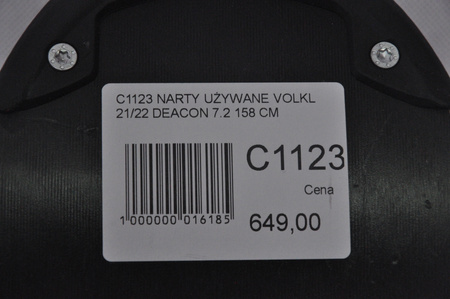 C1123 NARTY UŻYWANE VOLKL
21/22 DEACON 7.2 158 CM
C1123
Cena
1 000000 016185
649,00